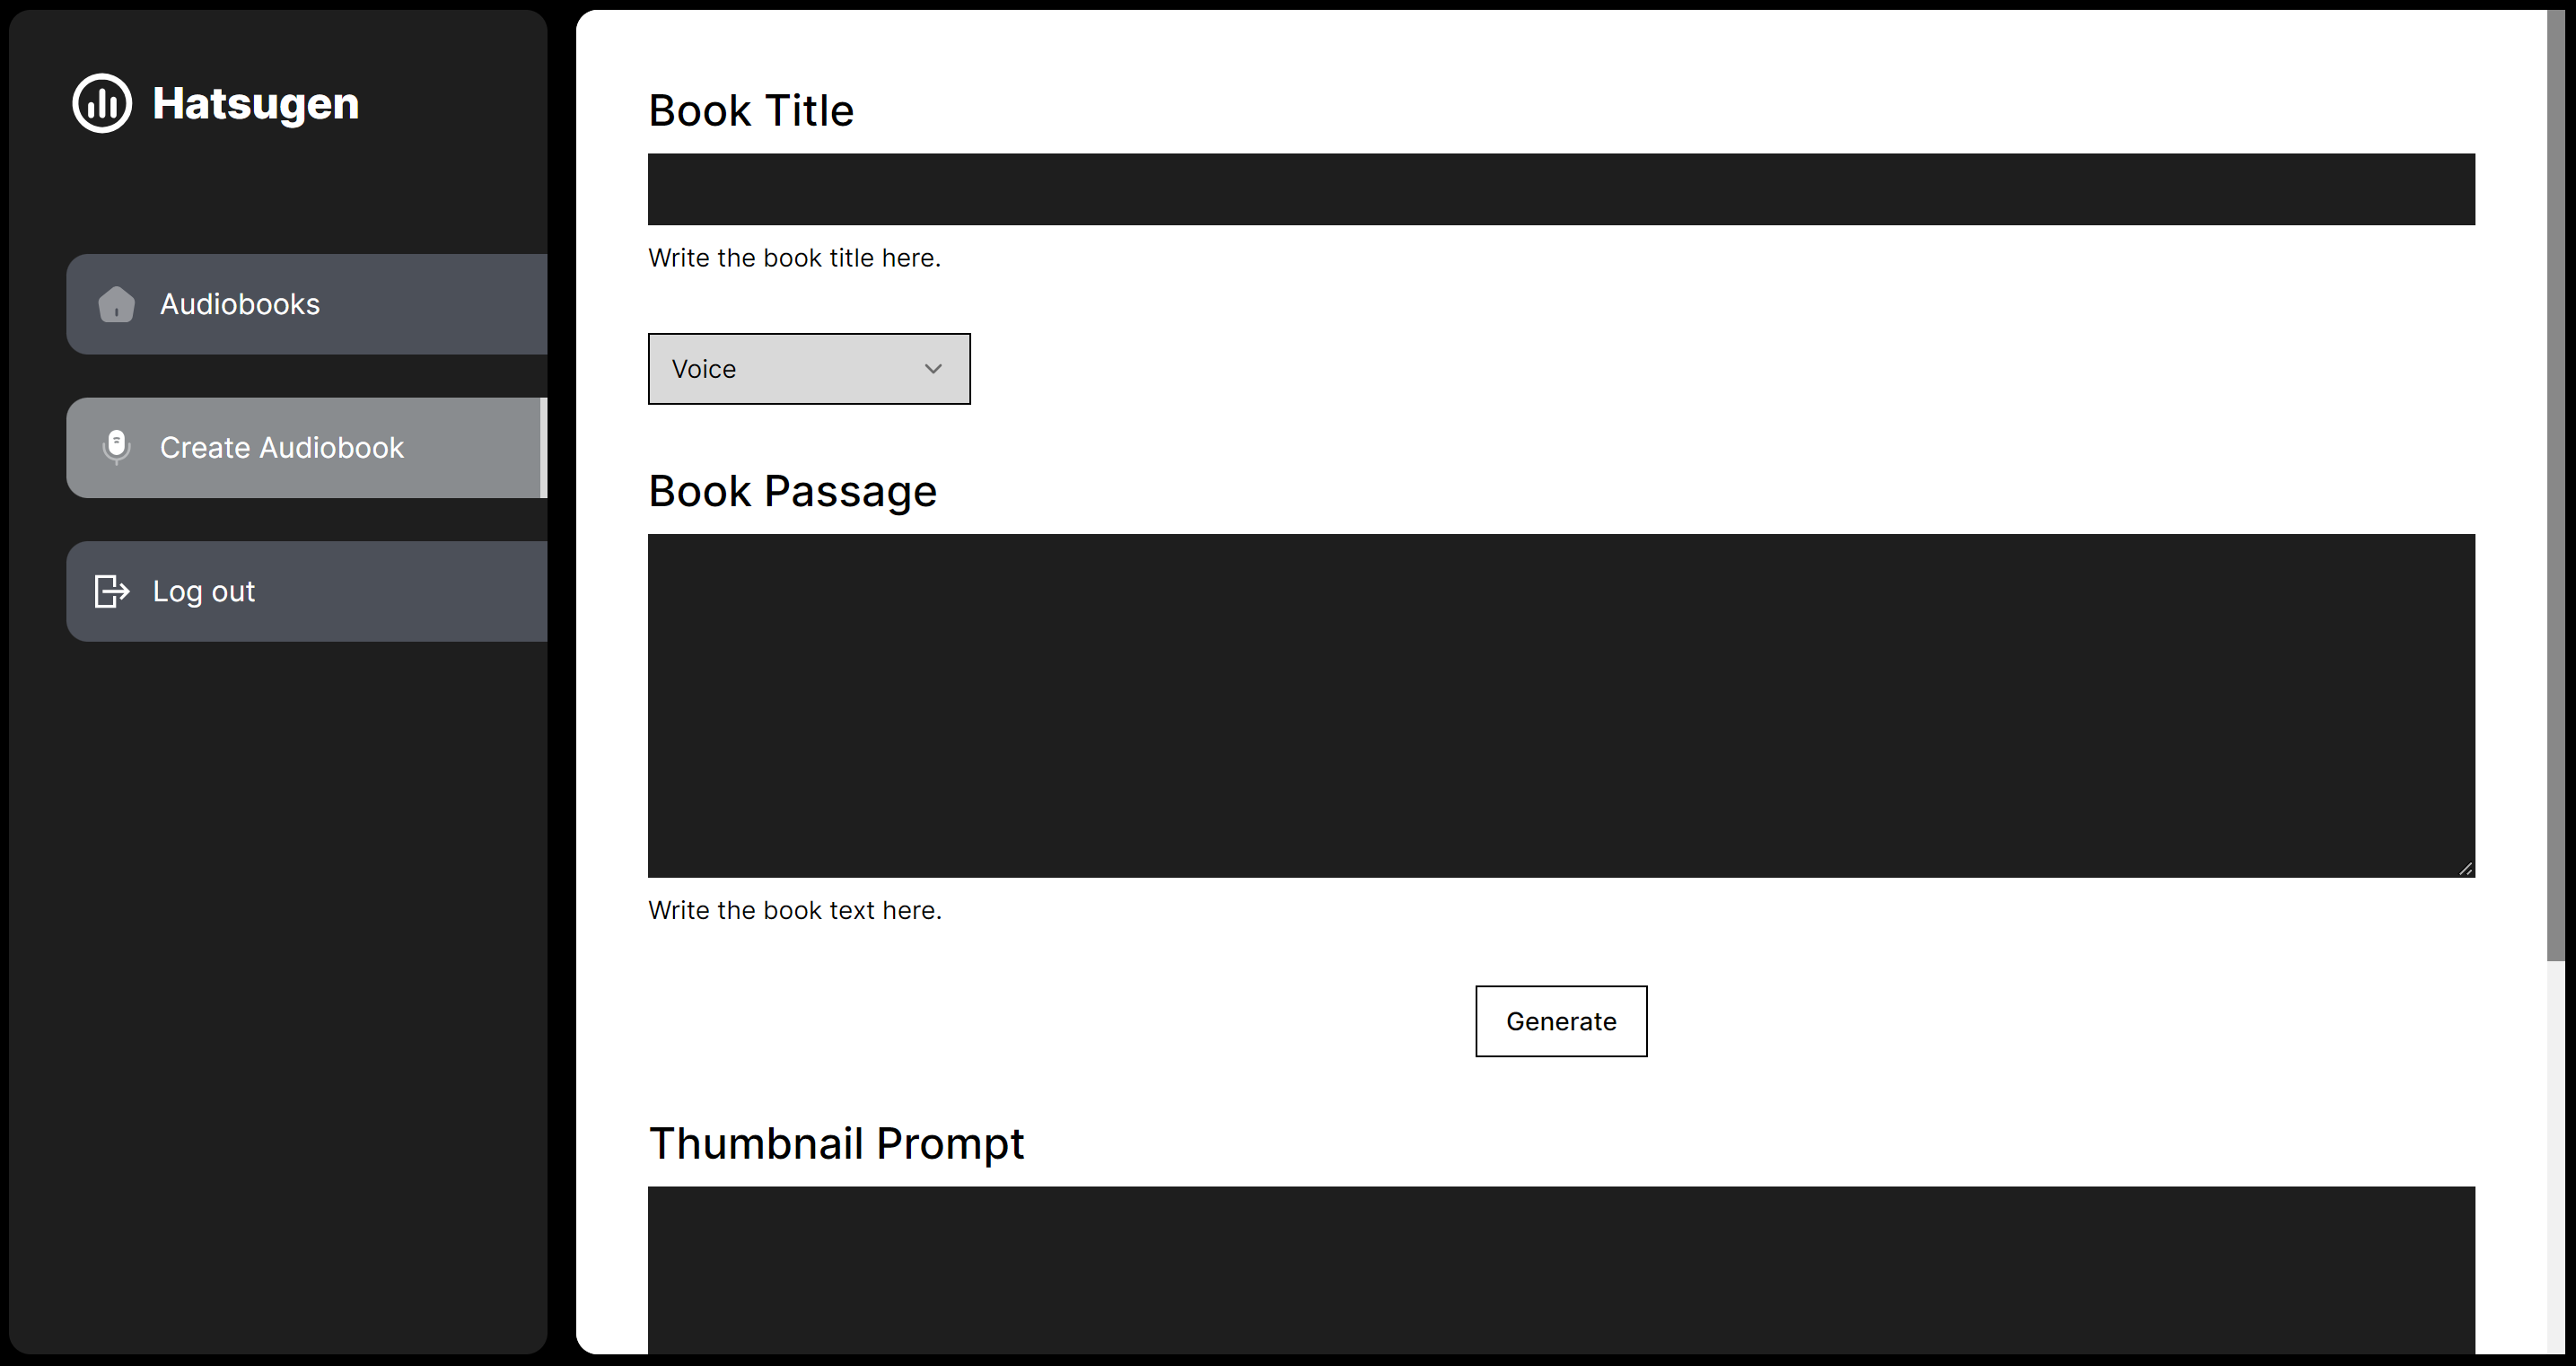 Hatsugen
Audiobooks
Create Audiobook
Log out
Book Title
Write the book title here.
Voice
Book Passage
Write the book text here.
Generate
Thumbnail Prompt